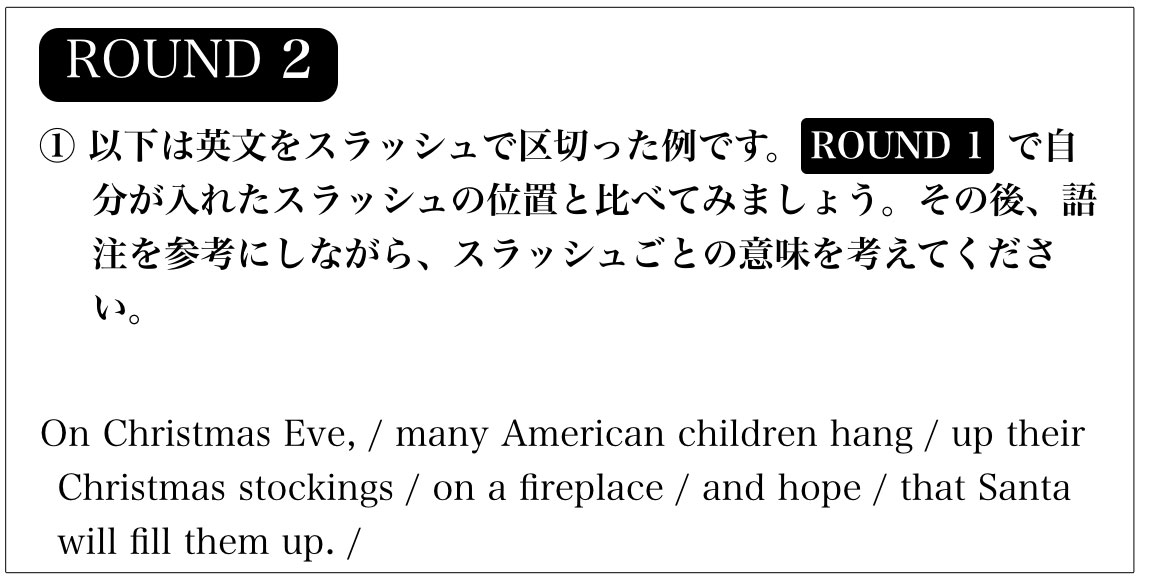 ROUND 2
① 以下は英文をスラッシュで区切った例です。 ROUND 1 で自
分が入れたスラッシュの位置と比べてみましょう。その後、語
注を参考にしながら、スラッシュごとの意味を考えてくださ
い。
On Christmas Eve, / many American children hang / up their
Christmas stockings / on a fireplace / and hope / that Santa
will fill them up. /